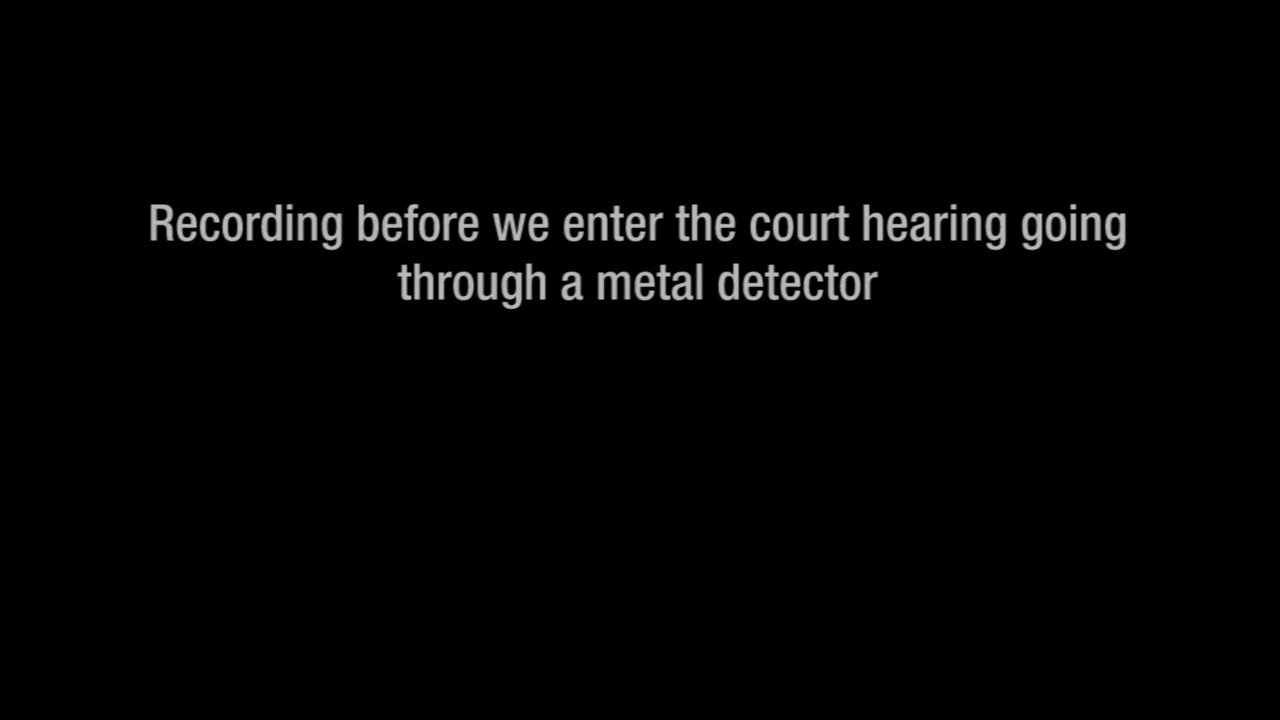 Recording before we enter the court hearing going
through a metal detector